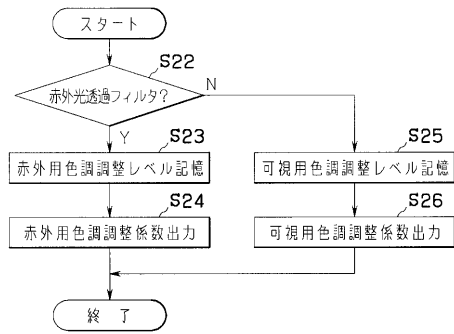 スタート
S22
赤外光透過フィルタ?
N
Y
S23
赤外用色調調整レベル記憶
S25
可視用色調調整レベル記憶
S24
赤外用色調調整係数出力
S26
可視用色調調整係数出力
終了